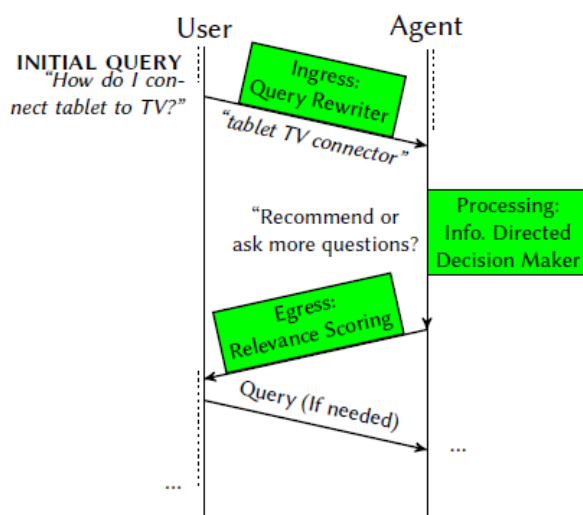 User
Agent
INITIAL QUERY
“How do I con-
nect tablet to TV?”
Ingress:
Query Rewriter
“tablet TV connector”
“Recommend or
ask more questions?
Processing:
Info. Directed
Decision Maker
Egress:
Relevance Scoring
Query (If needed)
...
...